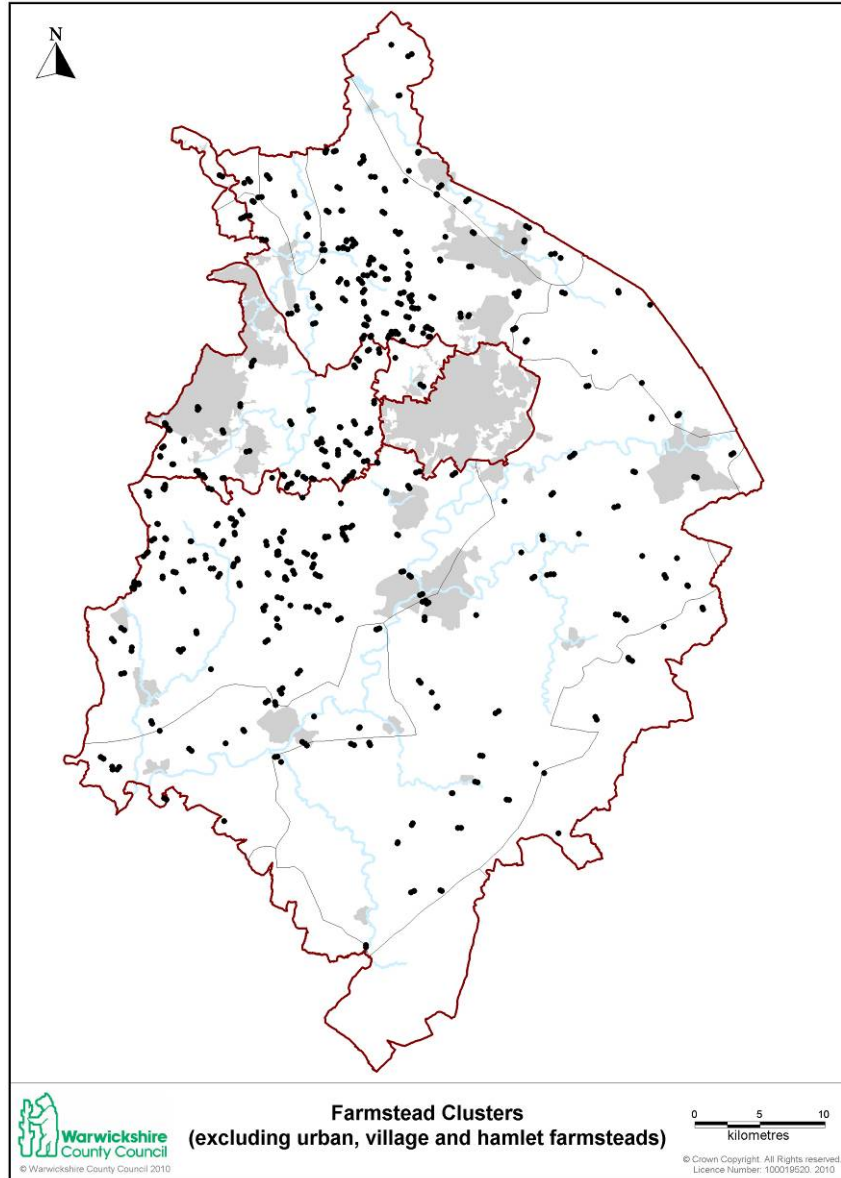 N
Warwickshire
County Council
© Warwickshire County Council 2010
Farmstead Clusters
(excluding urban, village and hamlet farmsteads)
0 5 10
kilometres
© Crown Copyright. All Rights reserved.
Licence Number: 100019520. 2010